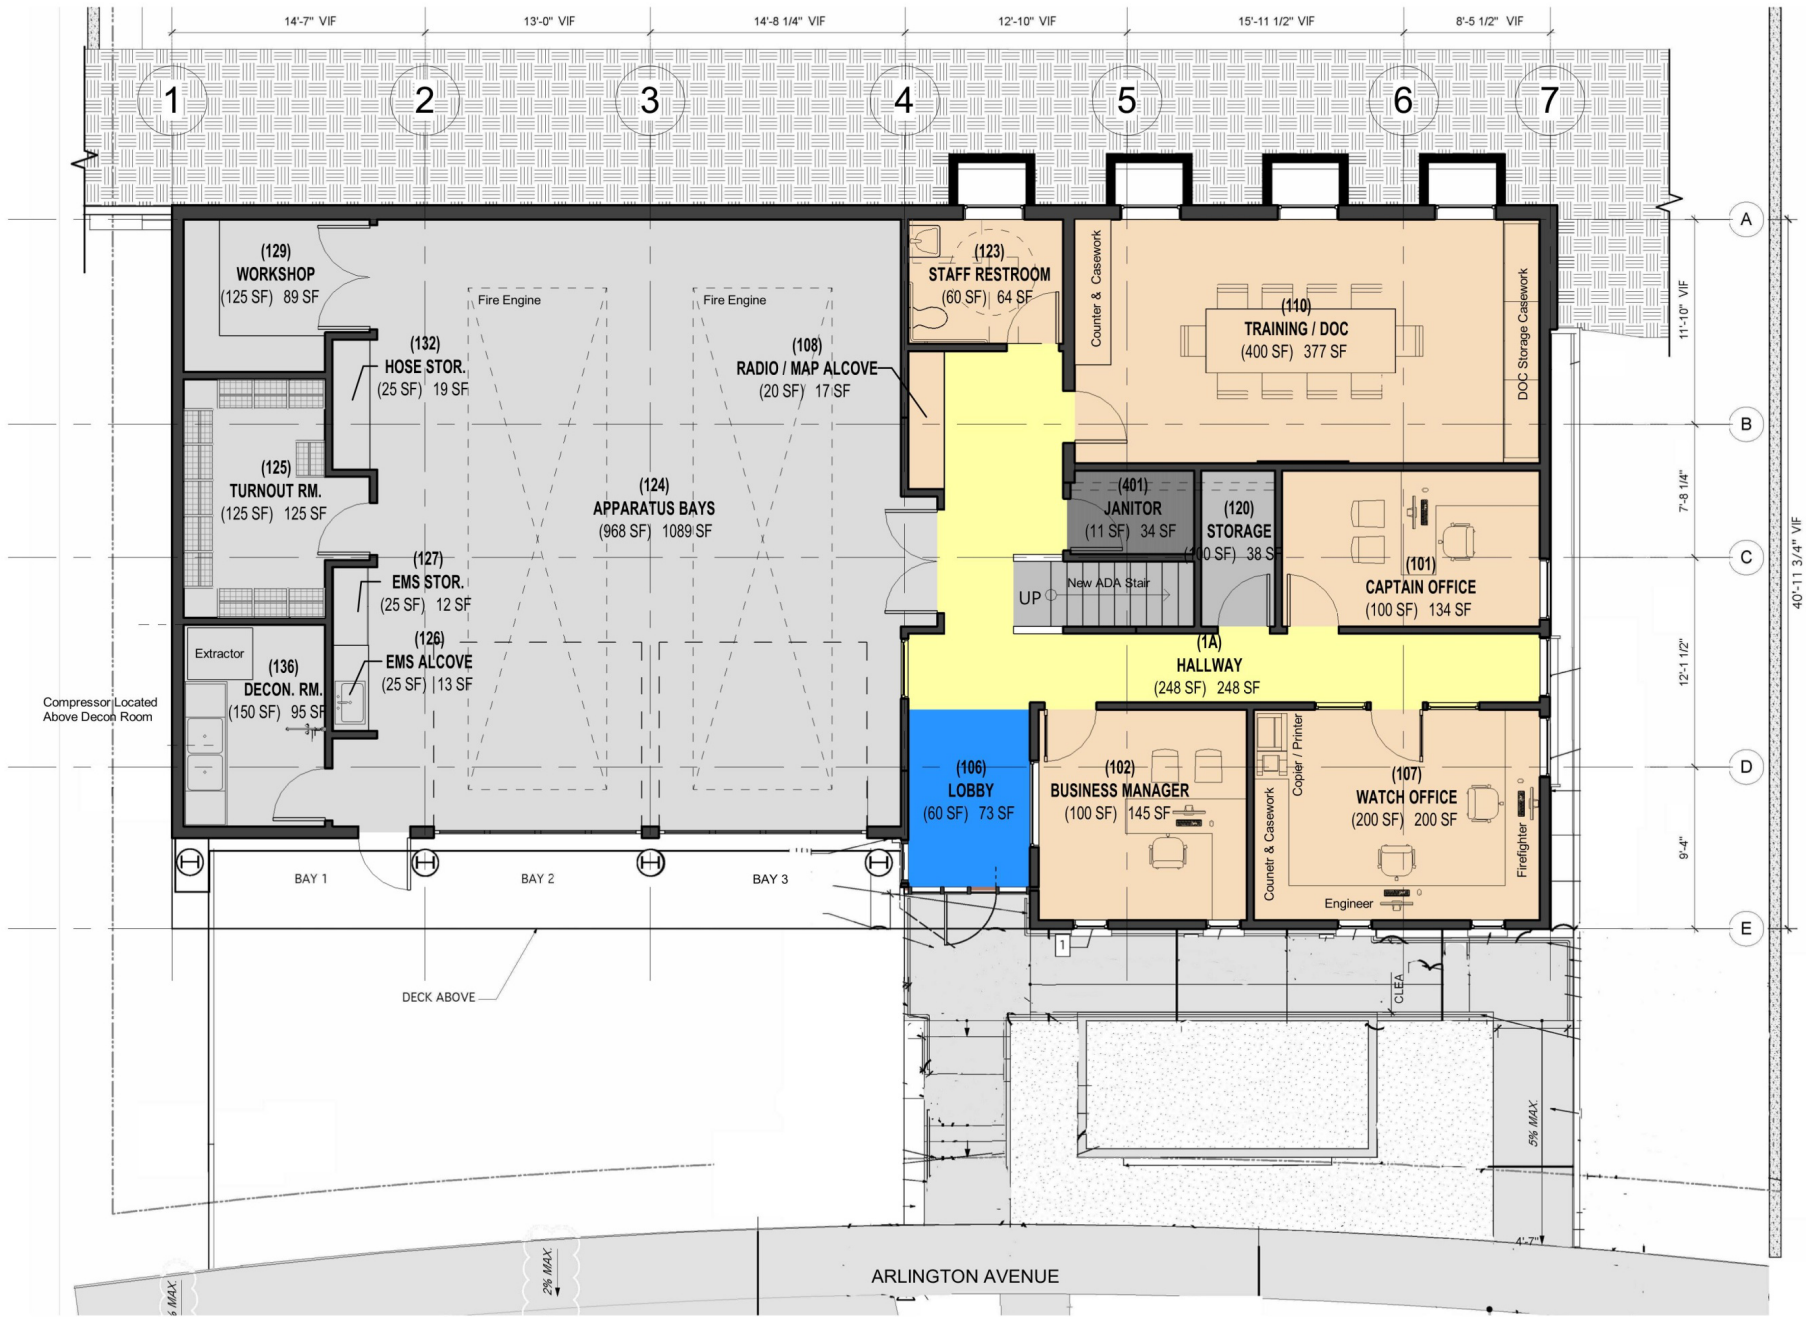 14'-7" VIF
13'-0" VIF
14'-8 1/4" VIF
12'-10" VIF
15'-11 1/2" VIF
8'-5 1/2" VIF
1
2
3
4
5
6
7
A
B
C
D
E
11'-10" VIF
7'-8 1/4"
12'-1 1/2"
9'-4"
40'-11 3/4" VIF
(129)
WORKSHOP
(125 SF) 89 SF
(132)
HOSE STOR.
(25 SF) 19 SF
Fire Engine
Fire Engine
(108)
RADIO / MAP ALCOVE
(20 SF) 17 SF
(123)
STAFF RESTROOM
(60 SF) 64 SF
Counter & Casework
(110)
TRAINING / DOC
(400 SF) 377 SF
DOC Storage Casework
(125)
TURNOUT RM.
(125 SF) 125 SF
(124)
APPARATUS BAYS
(968 SF) 1089 SF
(401)
JANITOR
(11 SF) 34 SF
(120)
STORAGE
(100 SF) 38 SF
(101)
CAPTAIN OFFICE
(100 SF) 134 SF
(127)
EMS STOR.
(25 SF) 12 SF
New ADA Stair
UP
(126)
EMS ALCOVE
(25 SF) 13 SF
Extractor
(136)
DECON. RM.
(150 SF) 95 SF
Compressor Located
Above Decon Room
(1A)
HALLWAY
(248 SF) 248 SF
(106)
LOBBY
(60 SF) 73 SF
(102)
BUSINESS MANAGER
(100 SF) 145 SF
Copier / Printer
Counetr & Casework
(107)
WATCH OFFICE
(200 SF) 200 SF
Firefighter
Engineer
BAY 1
BAY 2
BAY 3
1
DECK ABOVE
CLEA
5% MAX.
4'-7"
% MAX.
2% MAX.
ARLINGTON AVENUE